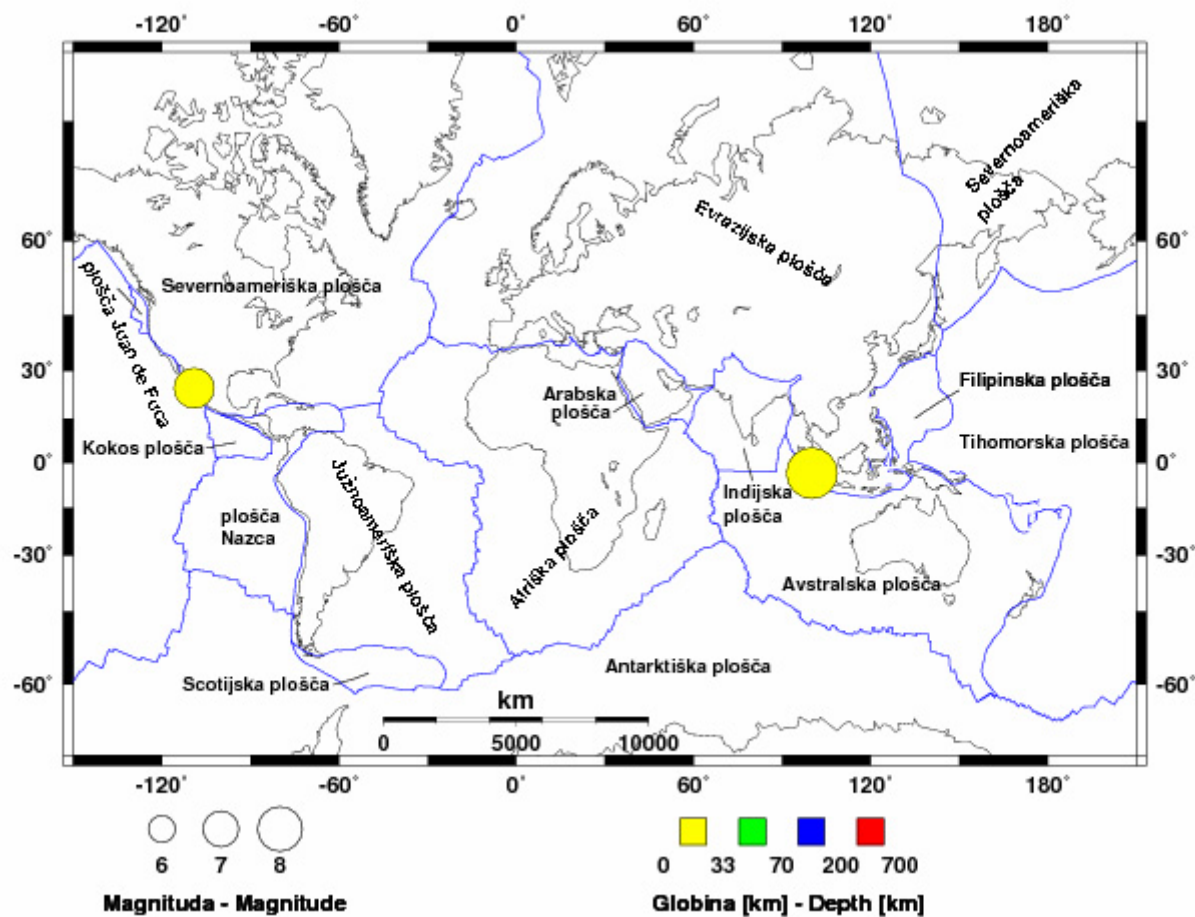 -120° -60° 0° 60° 120° 180°
60° 60°
30° 30°
0° 0°
-30° -30°
-60° -60°
Severnoameriška plošča
plošča Juan de Fuca
Kokos plošča
plošča
Nazca
Južnoameriška plošča
Scotijska plošča
Afriška plošča
Arabska
plošča
Evrazijska plošča
Severnoameriška
plošča
Filipinska plošča
Tihomorska plošča
Indijska
plošča
Avstralska plošča
Antarktiška plošča
km
0 5000 10000
-120° -60° 0° 60° 120° 180°
6 7 8
Magnituda - Magnitude
0 33 70 200 700
Globina [km] - Depth [km]